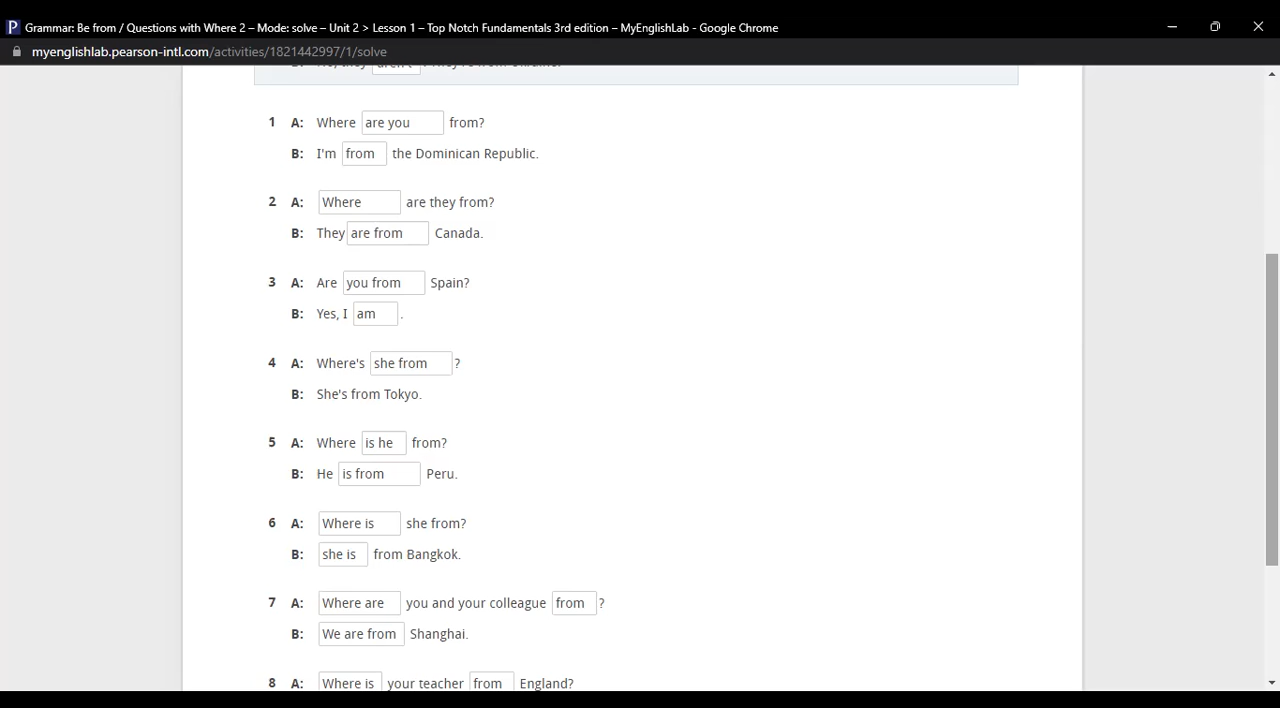 Grammar: Be from / Questions with Where 2 – Mode: solve – Unit 2 > Lesson 1 – Top Notch Fundamentals 3rd edition – MyEnglishLab - Google Chrome
myenglishlab.pearson-intl.com/activities/1821442997/1/solve
1 A: Where are you from?
B: I'm from the Dominican Republic.
2 A: Where are they from?
B: They are from Canada.
3 A: Are you from Spain?
B: Yes, I am .
4 A: Where's she from ?
B: She's from Tokyo.
5 A: Where is he from?
B: He is from Peru.
6 A: Where is she from?
B: she is from Bangkok.
7 A: Where are you and your colleague from ?
B: We are from Shanghai.
8 A: Where is your teacher from England?